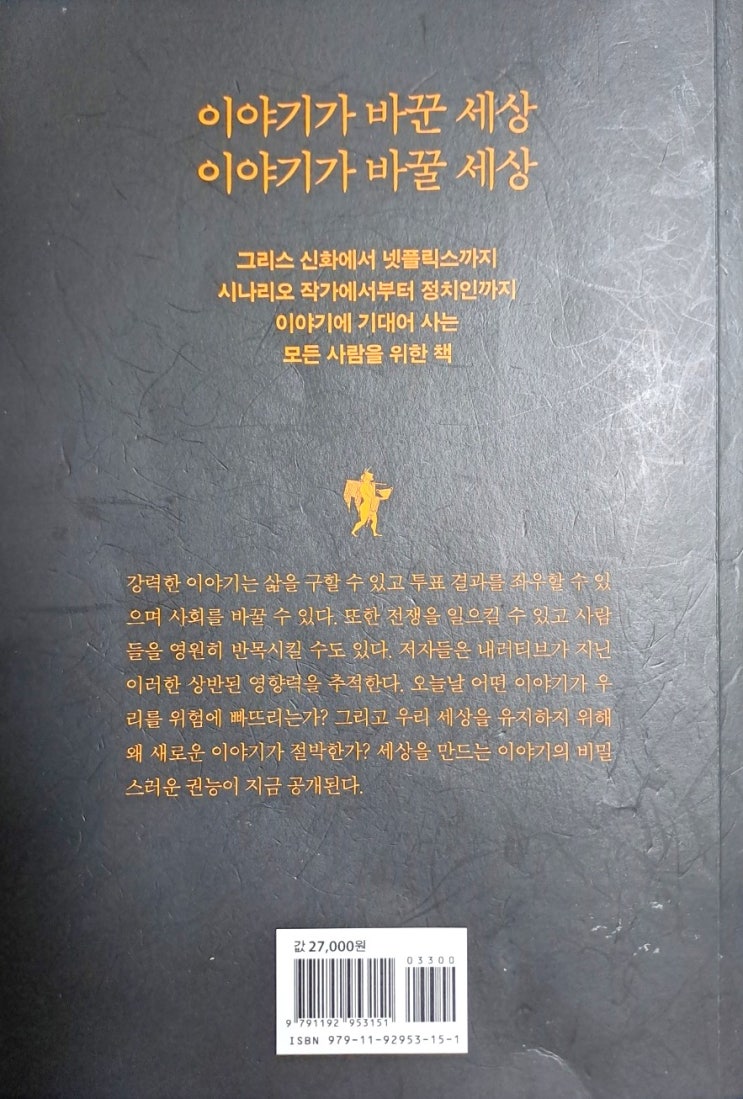 이야기가 바꾼 세상
이야기가 바꿀 세상
그리스 신화에서 넷플릭스까지
시나리오 작가에서부터 정치인까지
이야기에 기대어 사는
모든 사람을 위한 책
강력한 이야기는 삶을 구할 수 있고 투표 결과를 좌우할 수 있
으며 사회를 바꿀 수 있다. 또한 전쟁을 일으킬 수 있고 사람
들을 영원히 반목시킬 수도 있다. 저자들은 내러티브가 지닌
이러한 상반된 영향력을 추적한다. 오늘날 어떤 이야기가 우
리를 위험에 빠뜨리는가? 그리고 우리 세상을 유지하지 위해
왜 새로운 이야기가 절박한가? 세상을 만드는 이야기의 비밀
스러운 권능이 지금 공개된다.
값 27,000원
03300
9 791192 953151
ISBN 979-11-92953-15-1